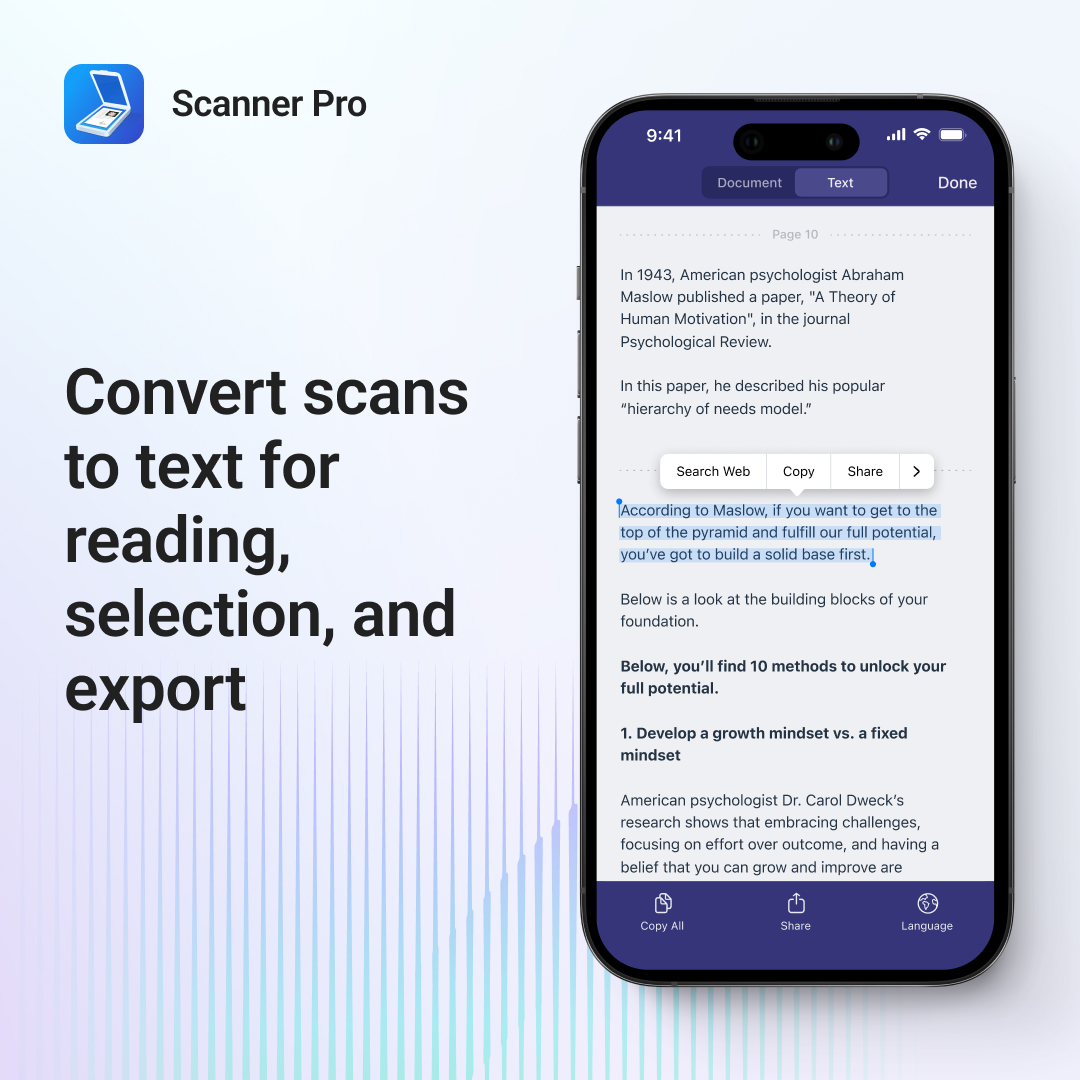 Scanner Pro
Convert scans
to text for
reading,
selection, and
export
9:41
Document
Text
Done
Page 10
In 1943, American psychologist Abraham
Maslow published a paper, "A Theory of
Human Motivation", in the journal
Psychological Review.
In this paper, he described his popular
“hierarchy of needs model.”
Search Web
Copy
Share
According to Maslow, if you want to get to the
top of the pyramid and fulfill our full potential,
you’ve got to build a solid base first.
Below is a look at the building blocks of your
foundation.
Below, you’ll find 10 methods to unlock your
full potential.
1. Develop a growth mindset vs. a fixed
mindset
American psychologist Dr. Carol Dweck’s
research shows that embracing challenges,
focusing on effort over outcome, and having a
belief that you can grow and improve are
Copy All
Share
Language